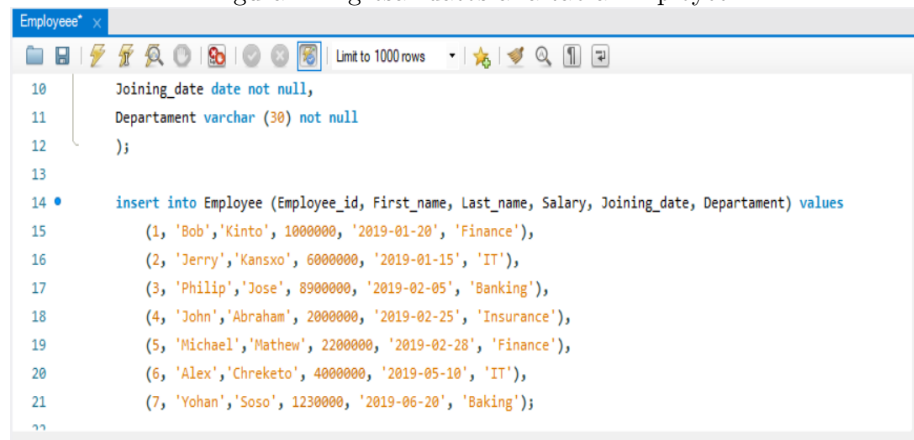 Employeee*
Limit to 1000 rows
10 Joining_date date not null,
11 Departament varchar (30) not null
12 );
13
14 insert into Employee (Employee_id, First_name, Last_name, Salary, Joining_date, Departament) values
15 (1, 'Bob','Kinto', 1000000, '2019-01-20', 'Finance'),
16 (2, 'Jerry','Kansxo', 6000000, '2019-01-15', 'IT'),
17 (3, 'Philip','Jose', 8900000, '2019-02-05', 'Banking'),
18 (4, 'John','Abraham', 2000000, '2019-02-25', 'Insurance'),
19 (5, 'Michael','Mathew', 2200000, '2019-02-28', 'Finance'),
20 (6, 'Alex','Chreketo', 4000000, '2019-05-10', 'IT'),
21 (7, 'Yohan','Soso', 1230000, '2019-06-20', 'Baking');